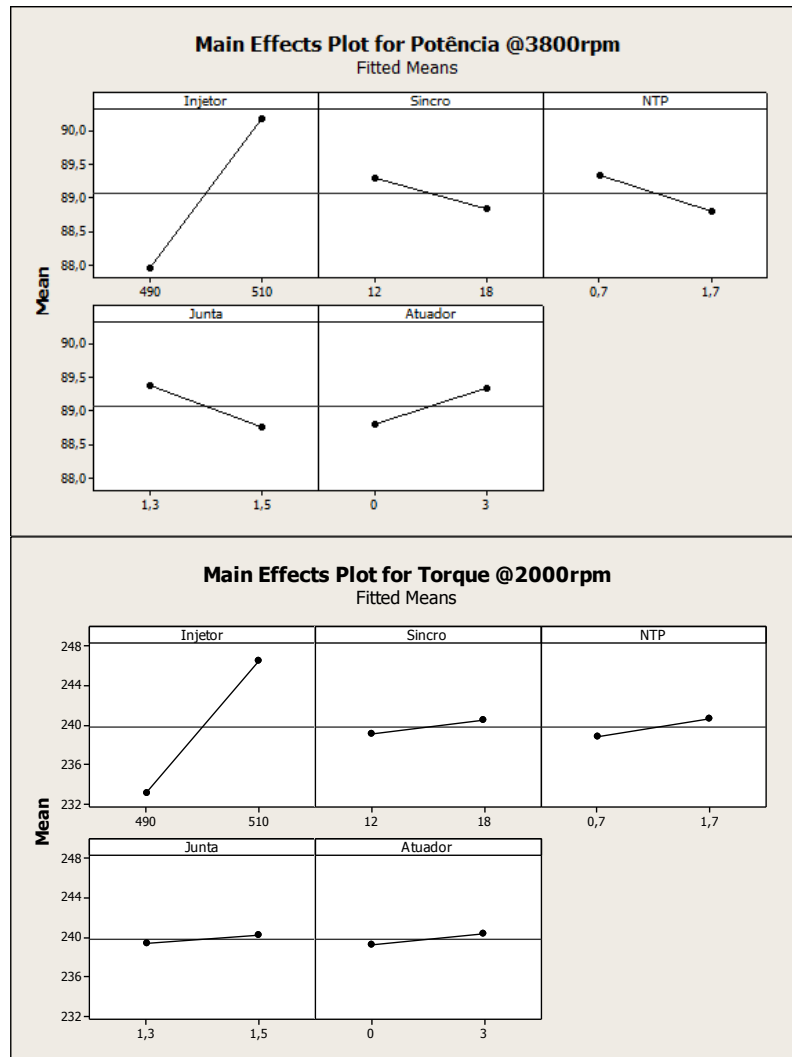 Main Effects Plot for Potência @3800rpm
Fitted Means
Injetor Sincro NTP
90,0
89,5
89,0
88,5
88,0
490 510 12 18 0,7 1,7
Junta Atuador
90,0
89,5
89,0
88,5
88,0
1,3 1,5 0 3
Mean
Main Effects Plot for Torque @2000rpm
Fitted Means
Injetor Sincro NTP
248
244
240
236
232
490 510 12 18 0,7 1,7
Junta Atuador
248
244
240
236
232
1,3 1,5 0 3
Mean